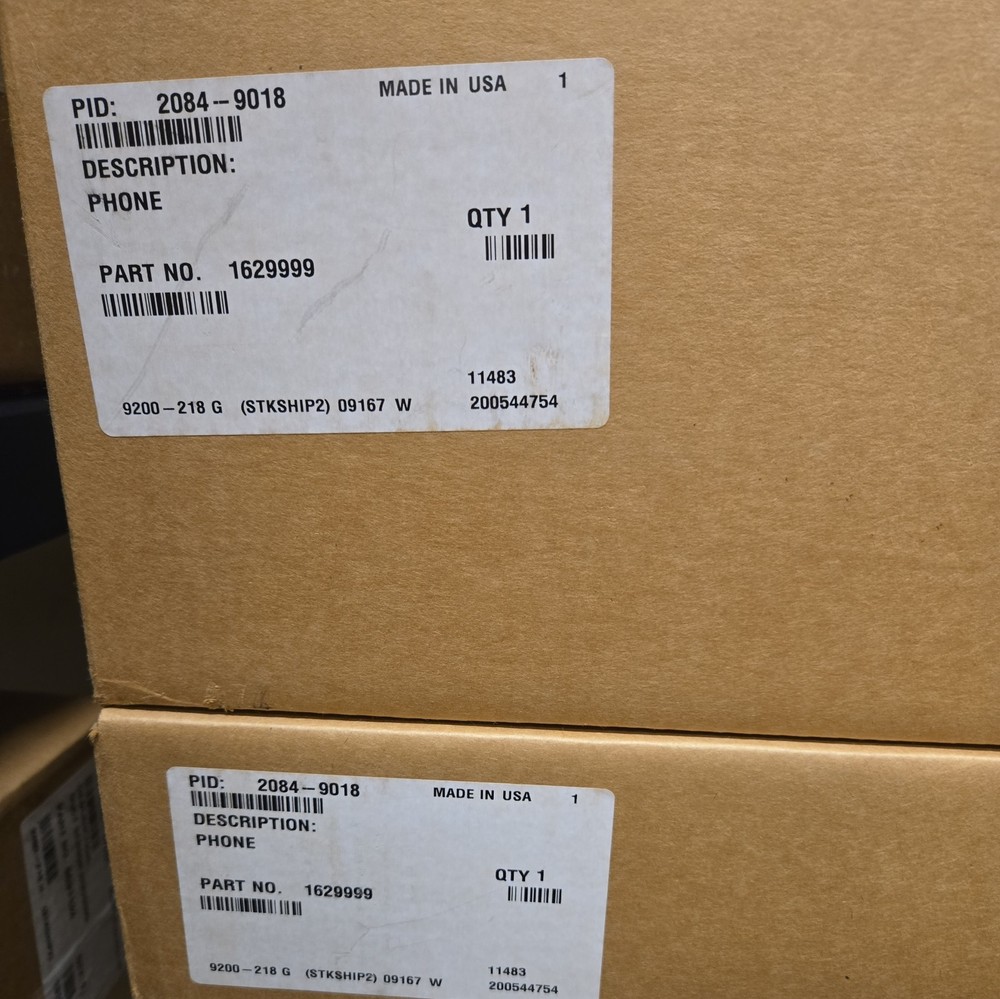 PID: 2084--9018 MADE IN USA 1
DESCRIPTION:
PHONE
QTY 1
PART NO. 1629999
11483
9200-218 G (STKSHIP2) 09167 W 200544754
PID: 2084-9018 MADE IN USA 1
DESCRIPTION:
PHONE
QTY 1
PART NO. 1629999
11483
9200-218 G (STKSHIP2) 09167 W 200544754